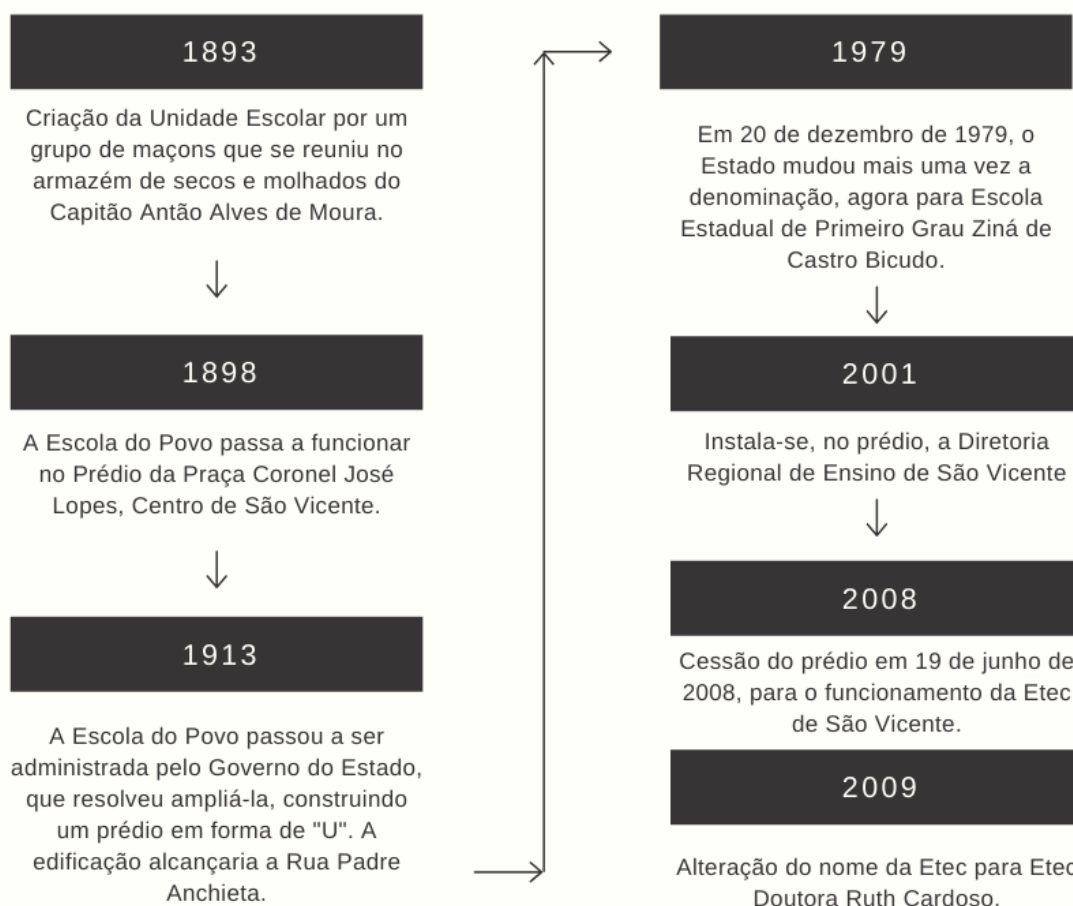 1893
Criação da Unidade Escolar por um
grupo de maçons que se reuniu no
armazém de secos e molhados do
Capitão Antão Alves de Moura.
1898
A Escola do Povo passa a funcionar
no Prédio da Praça Coronel José
Lopes, Centro de São Vicente.
1913
A Escola do Povo passou a ser
administrada pelo Governo do Estado,
que resolveu ampliá-la, construindo
um prédio em forma de "U". A
edificação alcançaria a Rua Padre
Anchieta.
1979
Em 20 de dezembro de 1979, o
Estado mudou mais uma vez a
denominação, agora para Escola
Estadual de Primeiro Grau Ziná de
Castro Bicudo.
2001
Instala-se, no prédio, a Diretoria
Regional de Ensino de São Vicente
2008
Cessão do prédio em 19 de junho de
2008, para o funcionamento da Etec
de São Vicente.
2009
Alteração do nome da Etec para Etec
Doutora Ruth Cardoso.